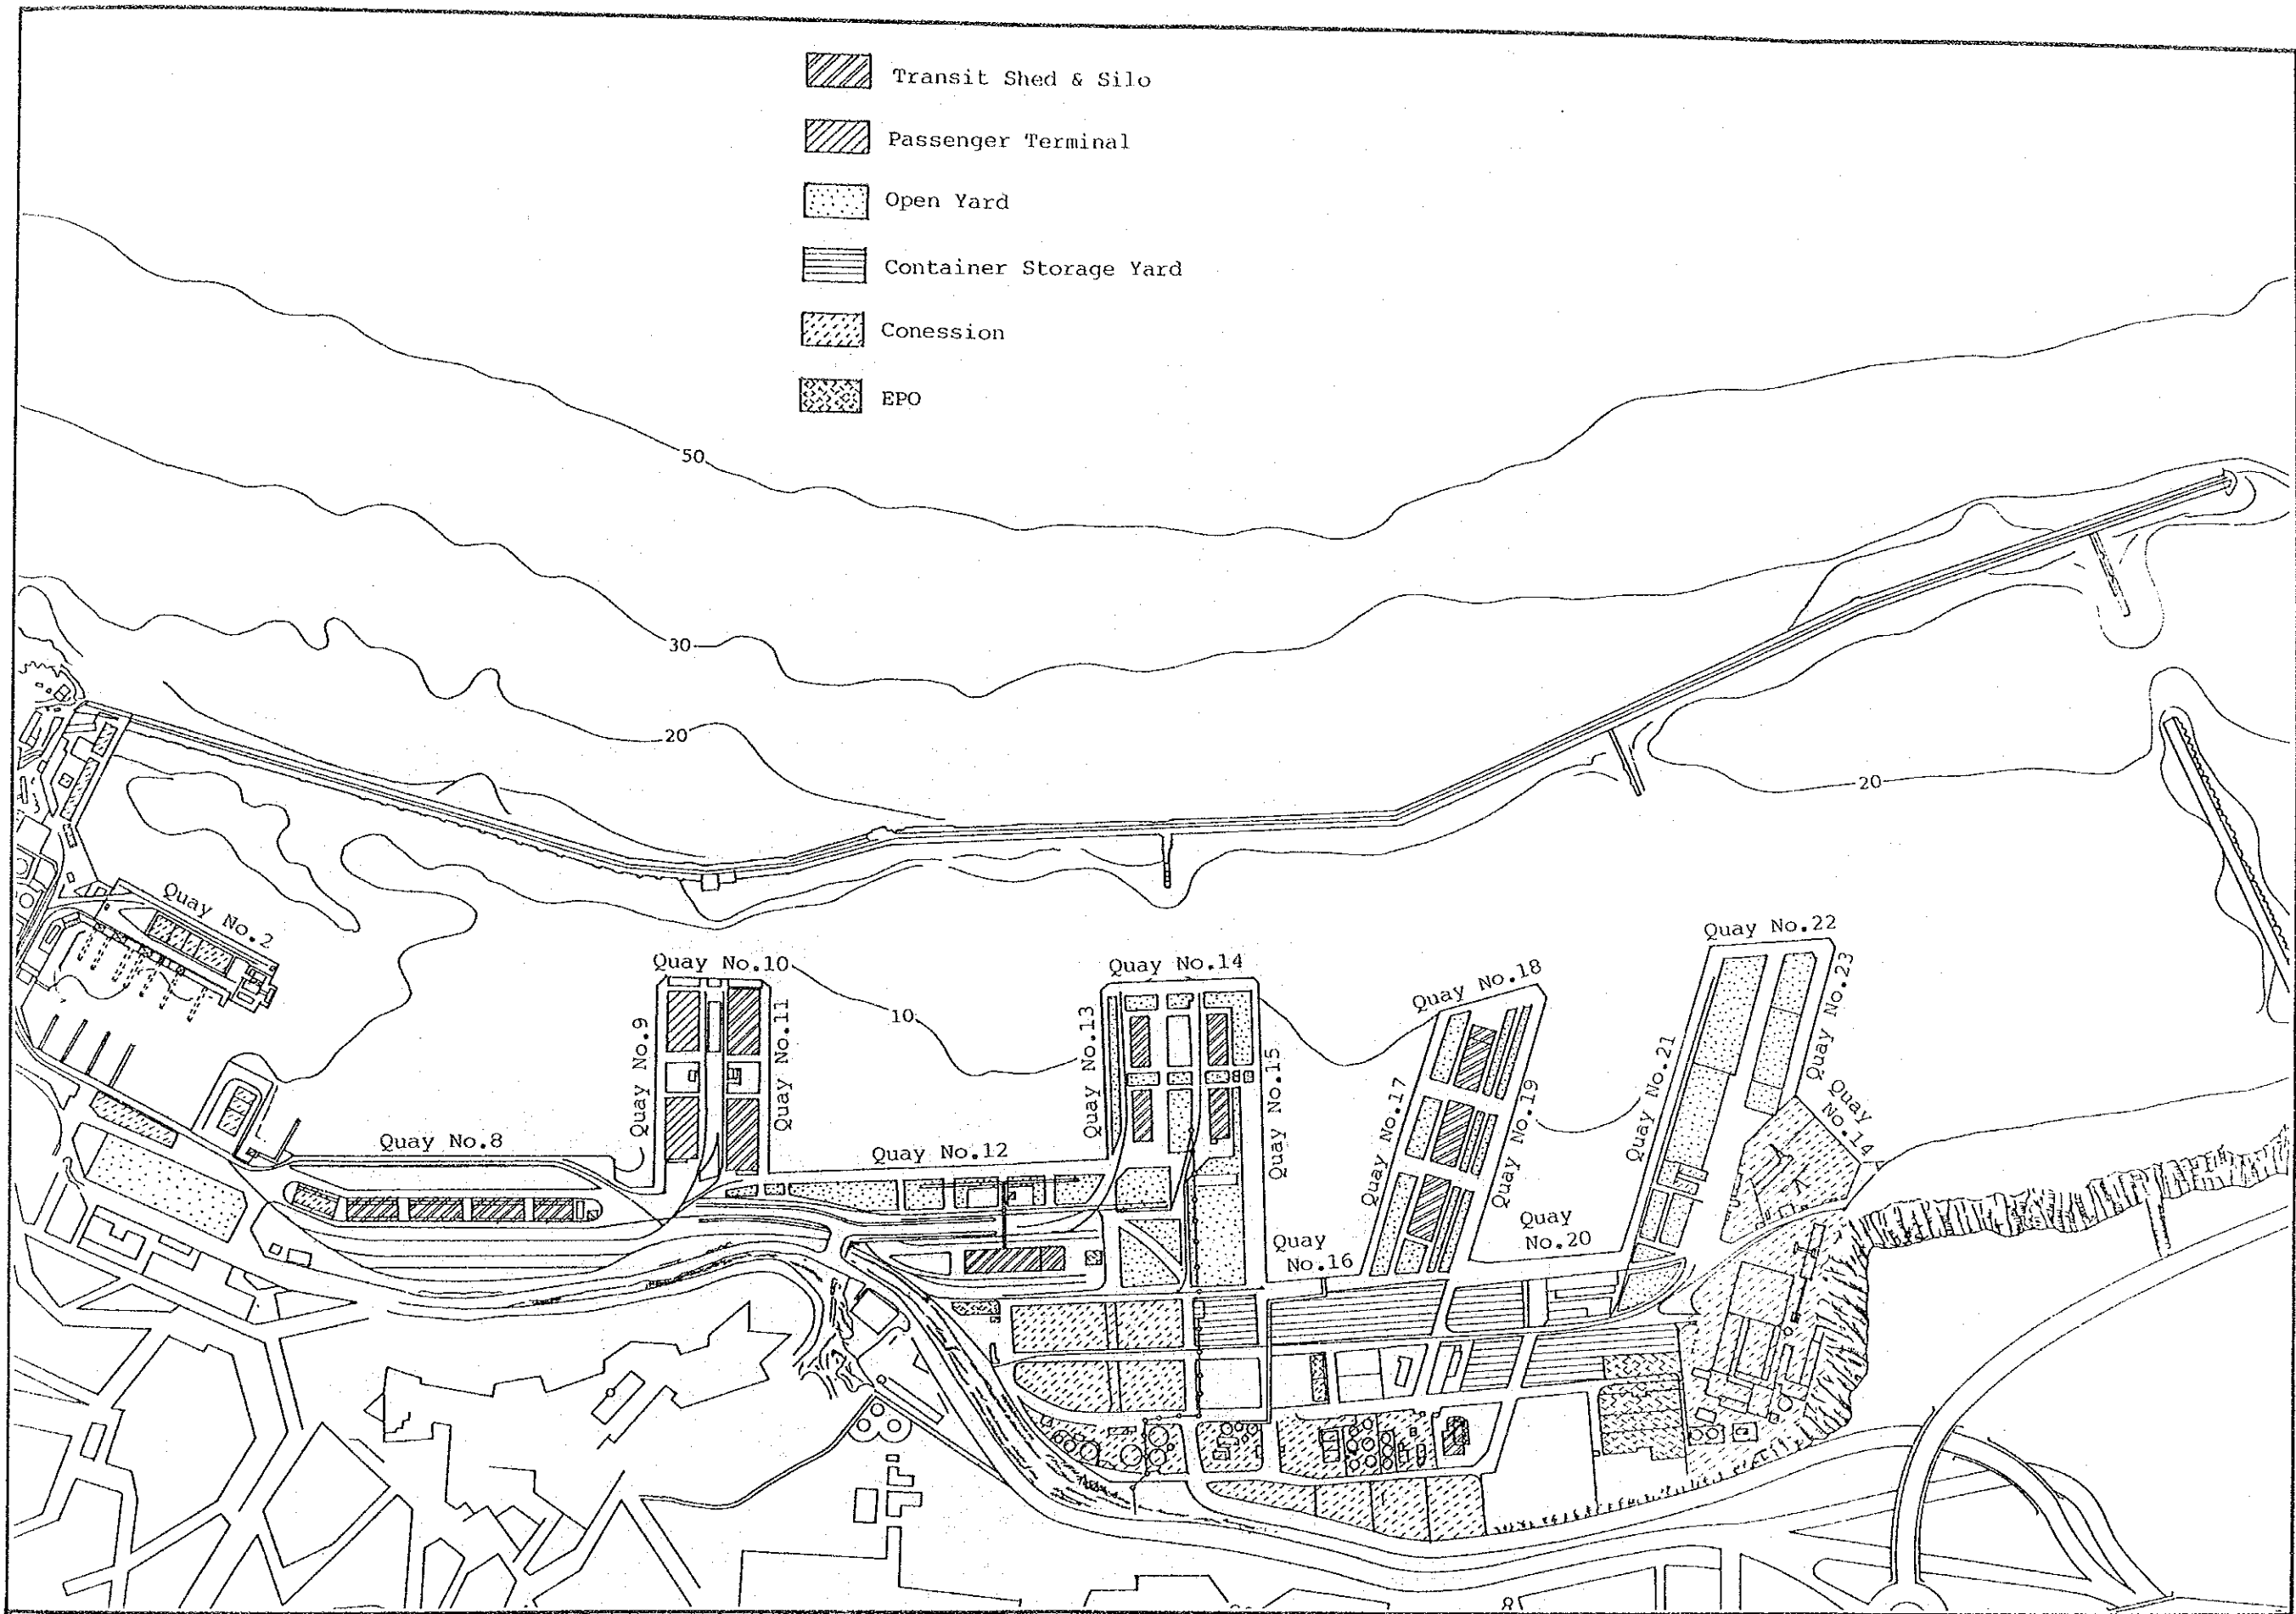 Transit Shed & Silo
Passenger Terminal
Open Yard
Container Storage Yard
Conession
EPO
50
30
20
20
Quay No.2
Quay No.10
10
Quay No.14
Quay No.18
Quay No.22
Quay No.9
Quay No.11
Quay No.13
Quay No.15
Quay No.17
Quay No.19
Quay No.21
Quay No.23
Quay
No.14
Quay No.8
Quay No.12
Quay
No.16
Quay
No.20